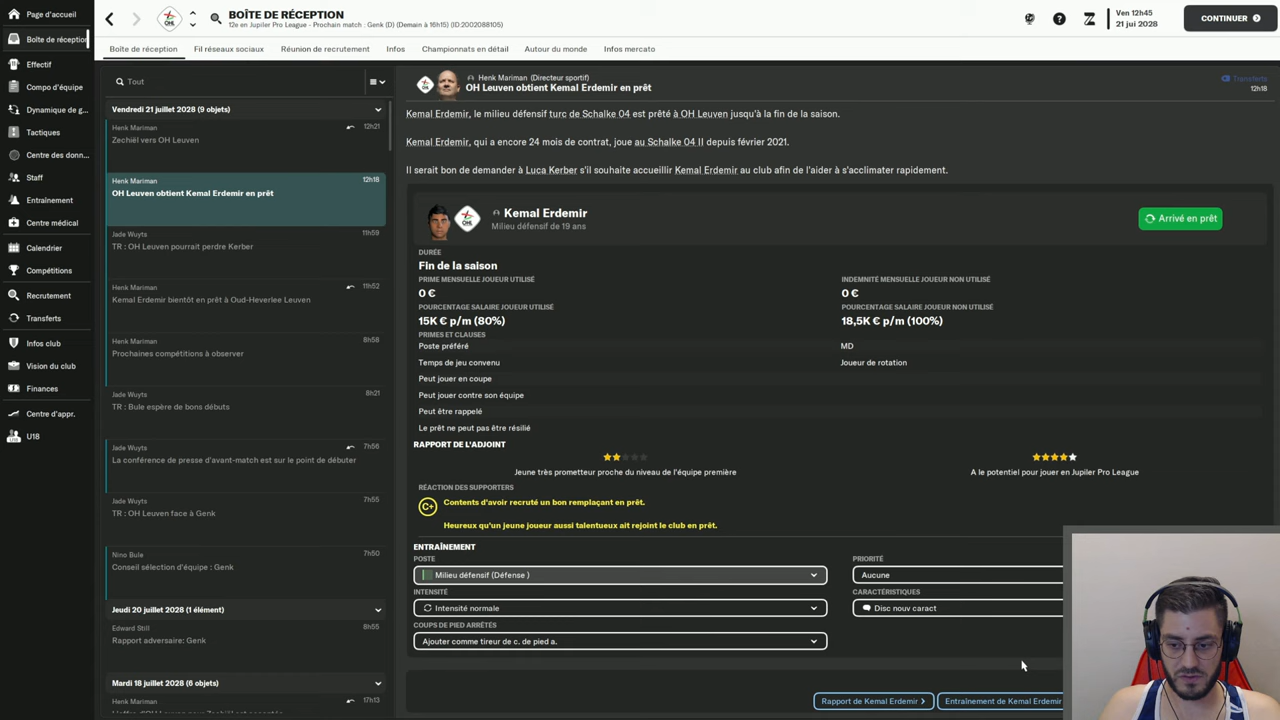 Page d'accueil
BOÎTE DE RÉCEPTION
12e en Jupiler Pro League - Prochain match : Genk (D) (Demain à 16h15) (ID:2002088105)
Ven 12h45
21 jui 2028
CONTINUER
Boîte de réception
Effectif
Compo d'équipe
Dynamique de g...
Tactiques
Centre des donn...
Staff
Entrainement
Centre médical
Calendrier
Compétitions
Recrutement
Transferts
Infos club
Vision du club
Finances
Centre d'appr.
U18
Boîte de réception
Fil réseaux sociaux
Réunion de recrutement
Infos
Championnats en détail
Autour du monde
Infos mercato
Tout
Vendredi 21 juillet 2028 (9 objets)
Henk Mariman 12h21
Zechiël vers OH Leuven
Henk Mariman 12h18
OH Leuven obtient Kemal Erdemir en prêt
Jade Wuyts 11h59
TR : OH Leuven pourrait perdre Kerber
Henk Mariman 11h52
Kemal Erdemir bientôt en prêt à Oud-Heverlee Leuven
Henk Mariman 8h58
Prochaines compétitions à observer
Jade Wuyts 8h21
TR : Bule espère de bons débuts
Jade Wuyts 7h56
La conférence de presse d'avant-match est sur le point de débuter
Jade Wuyts 7h55
TR : OH Leuven face à Genk
Nino Bule 7h50
Conseil sélection d'équipe : Genk
Jeudi 20 juillet 2028 (1 élément)
Edward Still 8h55
Rapport adversaire: Genk
Mardi 18 juillet 2028 (6 objets)
Henk Mariman 17h13
Henk Mariman (Directeur sportif)
OH Leuven obtient Kemal Erdemir en prêt
Transferts
12h18
Kemal Erdemir, le milieu défensif turc de Schalke 04 est prêté à OH Leuven jusqu'à la fin de la saison.
Kemal Erdemir, qui a encore 24 mois de contrat, joue au Schalke 04 II depuis février 2021.
Il serait bon de demander à Luca Kerber s'il souhaite accueillir Kemal Erdemir au club afin de l'aider à s'acclimater rapidement.
Kemal Erdemir
Milieu défensif de 19 ans
Arrivé en prêt
DURÉE
Fin de la saison
PRIME MENSUELLE JOUEUR UTILISÉ
INDEMNITÉ MENSUELLE JOUEUR NON UTILISÉ
0 €
0 €
POURCENTAGE SALAIRE JOUEUR UTILISÉ
POURCENTAGE SALAIRE JOUEUR NON UTILISÉ
15K € p/m (80%)
18,5K € p/m (100%)
PRIMES ET CLAUSES
Poste préféré MD
Temps de jeu convenu Joueur de rotation
Peut jouer en coupe
Peut jouer contre son équipe
Peut être rappelé
Le prêt ne peut pas être résilié
RAPPORT DE L'ADJOINT
Jeune très prometteur proche du niveau de l'équipe première
A le potentiel pour jouer en Jupiler Pro League
RÉACTION DES SUPPORTERS
C+
Contents d'avoir recruté un bon remplaçant en prêt.
Heureux qu'un jeune joueur aussi talentueux ait rejoint le club en prêt.
ENTRAÎNEMENT
POSTE
PRIORITÉ
Milieu défensif (Défense )
Aucune
INTENSITÉ
CARACTÉRISTIQUES
Intensité normale
Disc nouv caract
COUPS DE PIED ARRÊTÉS
Ajouter comme tireur de c. de pied a.
Rapport de Kemal Erdemir
Entraînement de Kemal Erdemir